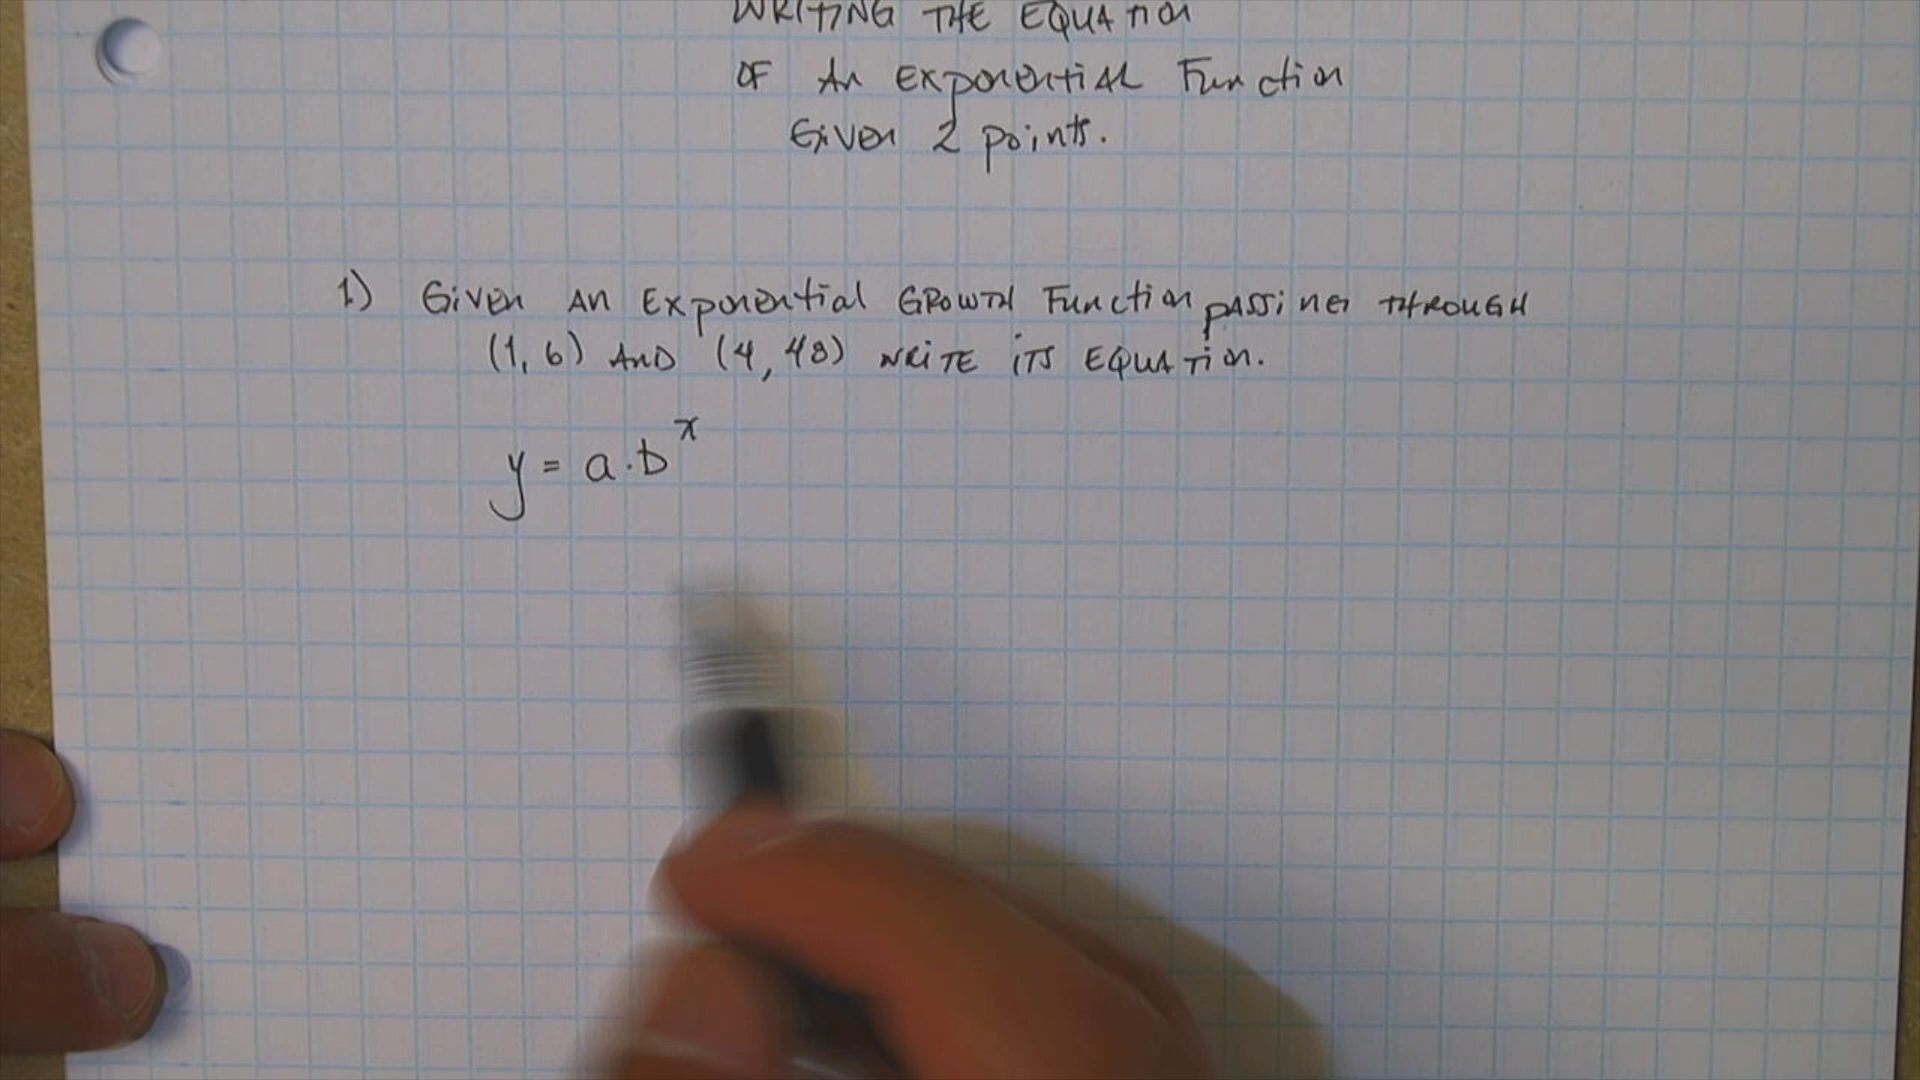 WRITING THE EQUATION
OF An Exponential Function
Given 2 points.
1) Given AN Exponential GROWTH Function pASSiNG THROUGH
(1, 6) AND (4, 48) WRiTE iTS EQUATion.
y = a·b^x